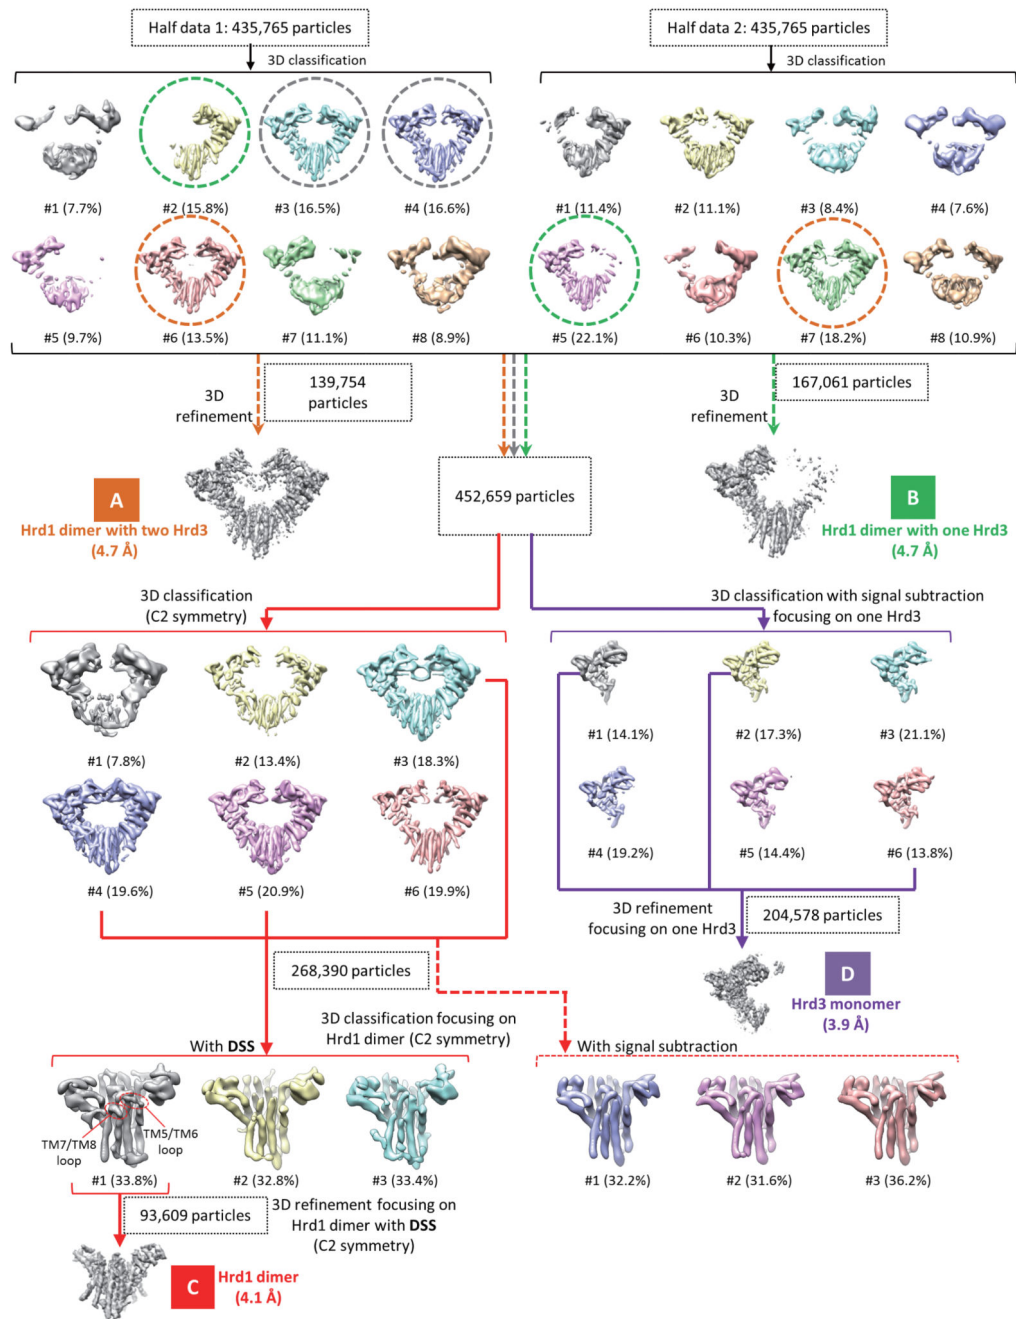 Half data 1: 435,765 particles
Half data 2: 435,765 particles
3D classification
3D classification
#1 (7.7%)
#2 (15.8%)
#3 (16.5%)
#4 (16.6%)
#1 (11.4%)
#2 (11.1%)
#3 (8.4%)
#4 (7.6%)
#5 (9.7%)
#6 (13.5%)
#7 (11.1%)
#8 (8.9%)
#5 (22.1%)
#6 (10.3%)
#7 (18.2%)
#8 (10.9%)
3D
refinement
139,754
particles
3D
refinement
167,061 particles
A
Hrd1 dimer with two Hrd3
(4.7 Å)
452,659 particles
B
Hrd1 dimer with one Hrd3
(4.7 Å)
3D classification
(C2 symmetry)
3D classification with signal subtraction
focusing on one Hrd3
#1 (7.8%)
#2 (13.4%)
#3 (18.3%)
#1 (14.1%)
#2 (17.3%)
#3 (21.1%)
#4 (19.6%)
#5 (20.9%)
#6 (19.9%)
#4 (19.2%)
#5 (14.4%)
#6 (13.8%)
3D refinement
focusing on one Hrd3
204,578 particles
268,390 particles
D
Hrd3 monomer
(3.9 Å)
3D classification focusing on
Hrd1 dimer (C2 symmetry)
With DSS
With signal subtraction
TM7/TM8
loop
TM5/TM6
loop
#1 (33.8%)
#2 (32.8%)
#3 (33.4%)
#1 (32.2%)
#2 (31.6%)
#3 (36.2%)
93,609 particles
3D refinement focusing on
Hrd1 dimer with DSS
(C2 symmetry)
C
Hrd1 dimer
(4.1 Å)